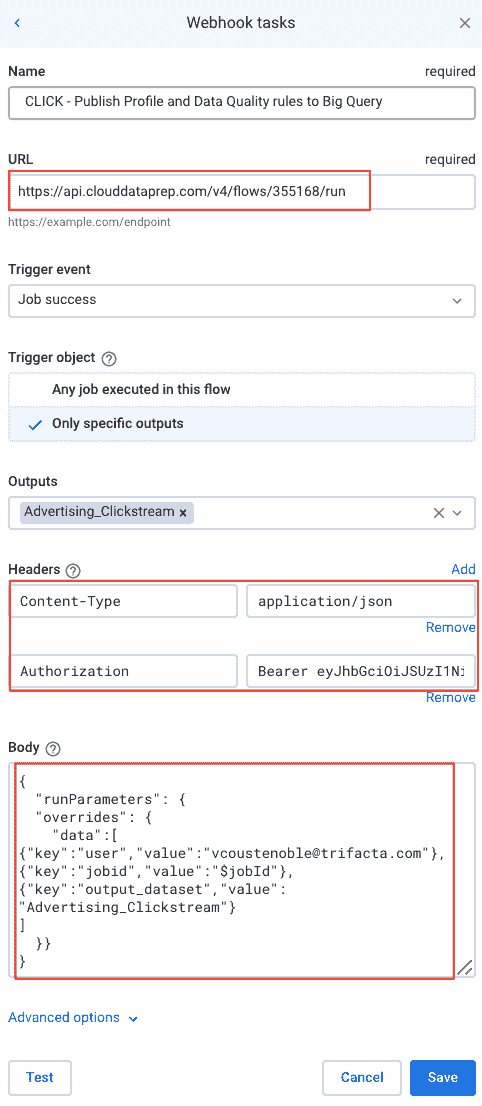 Webhook tasks
Name required
CLICK - Publish Profile and Data Quality rules to Big Query
URL required
https://api.clouddataprep.com/v4/flows/355168/run
https://example.com/endpoint
Trigger event
Job success
Trigger object ?
Any job executed in this flow
Only specific outputs
Outputs
Advertising_Clickstream ×
Headers ? Add
Content-Type application/json
Remove
Authorization Bearer eyJhbGciOiJSUzI1Ni
Remove
Body ?
{
"runParameters": {
"overrides": {
"data":[
{"key":"user","value":"vcoustenoble@trifacta.com"},
{"key":"jobid","value":"$jobId"},
{"key":"output_dataset","value":
"Advertising_Clickstream"}
]
}}
}
Advanced options
Test Cancel Save